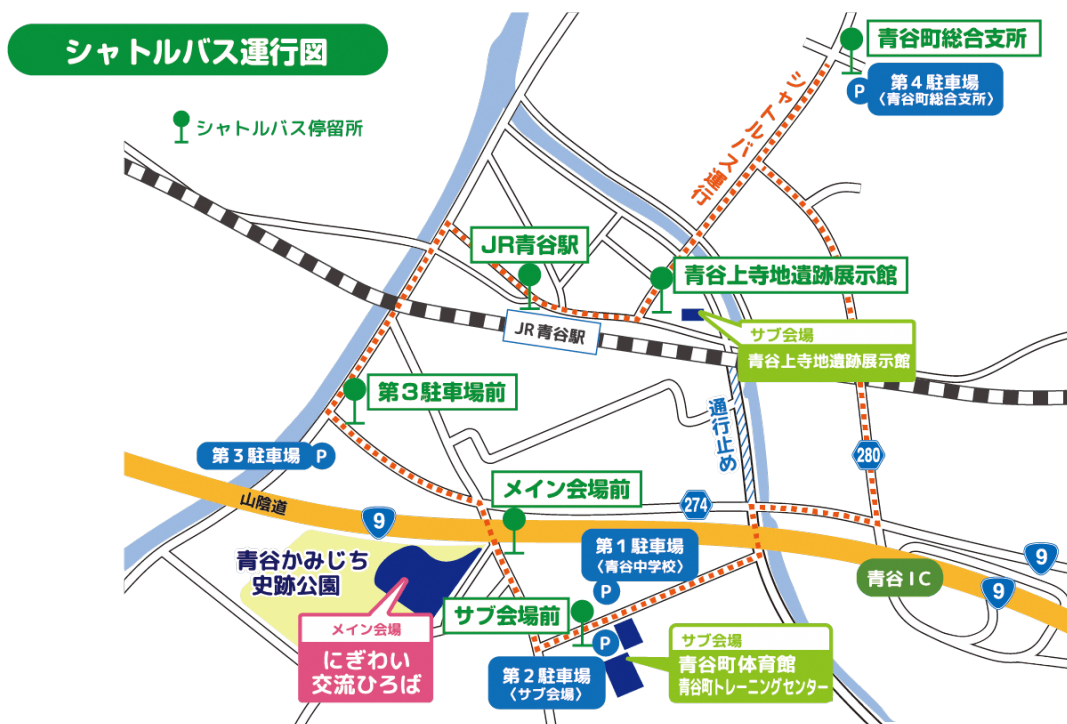 シャトルバス運行図
シャトルバス停留所
青谷町総合支所
P
第4駐車場
〈青谷町総合支所〉
シャトルバス運行
JR青谷駅
青谷上寺地遺跡展示館
サブ会場
青谷上寺地遺跡展示館
JR青谷駅
第3駐車場前
通行止め
第3駐車場
P
280
山陰道
9
メイン会場前
274
青谷かみじち
史跡公園
第1駐車場
〈青谷中学校〉
P
9
青谷IC
9
メイン会場
にぎわい
交流ひろば
サブ会場前
P
第2駐車場
〈サブ会場〉
サブ会場
青谷町体育館
青谷町トレーニングセンター